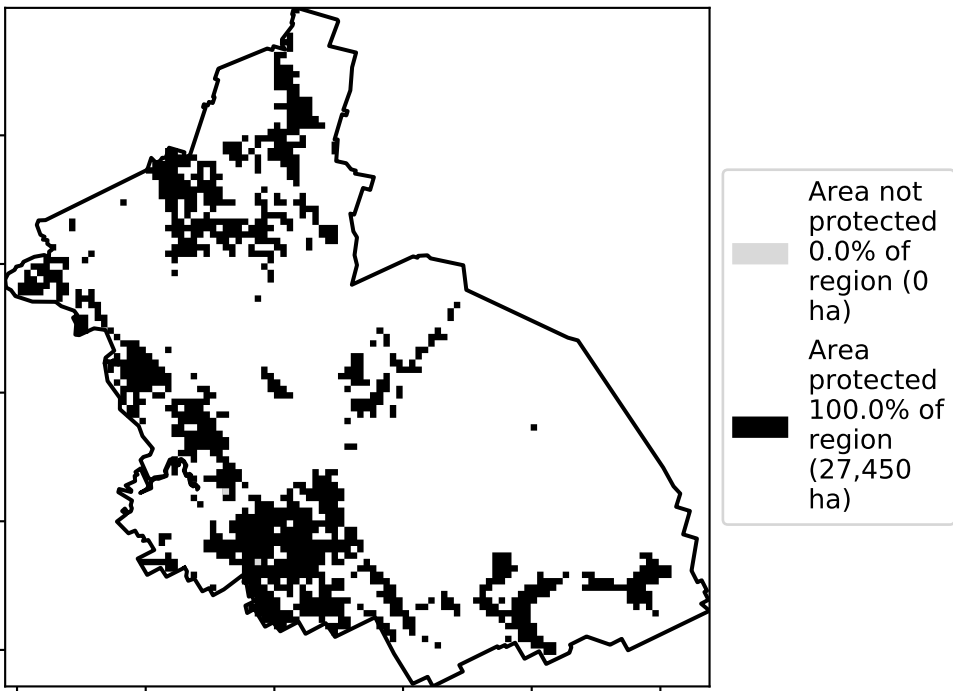 Area not
protected
0.0% of
region (0
ha)
Area
protected
100.0% of
region
(27,450
ha)